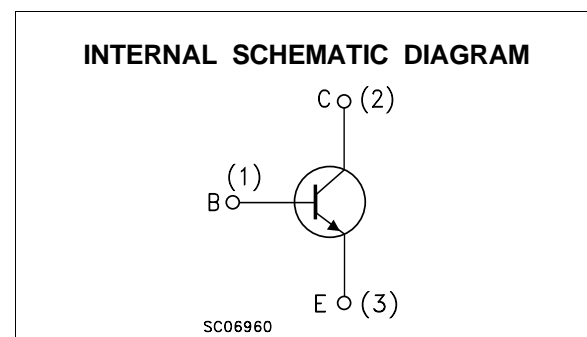 INTERNAL SCHEMATIC DIAGRAM
C (2)
(1)
B
E (3)
SC06960